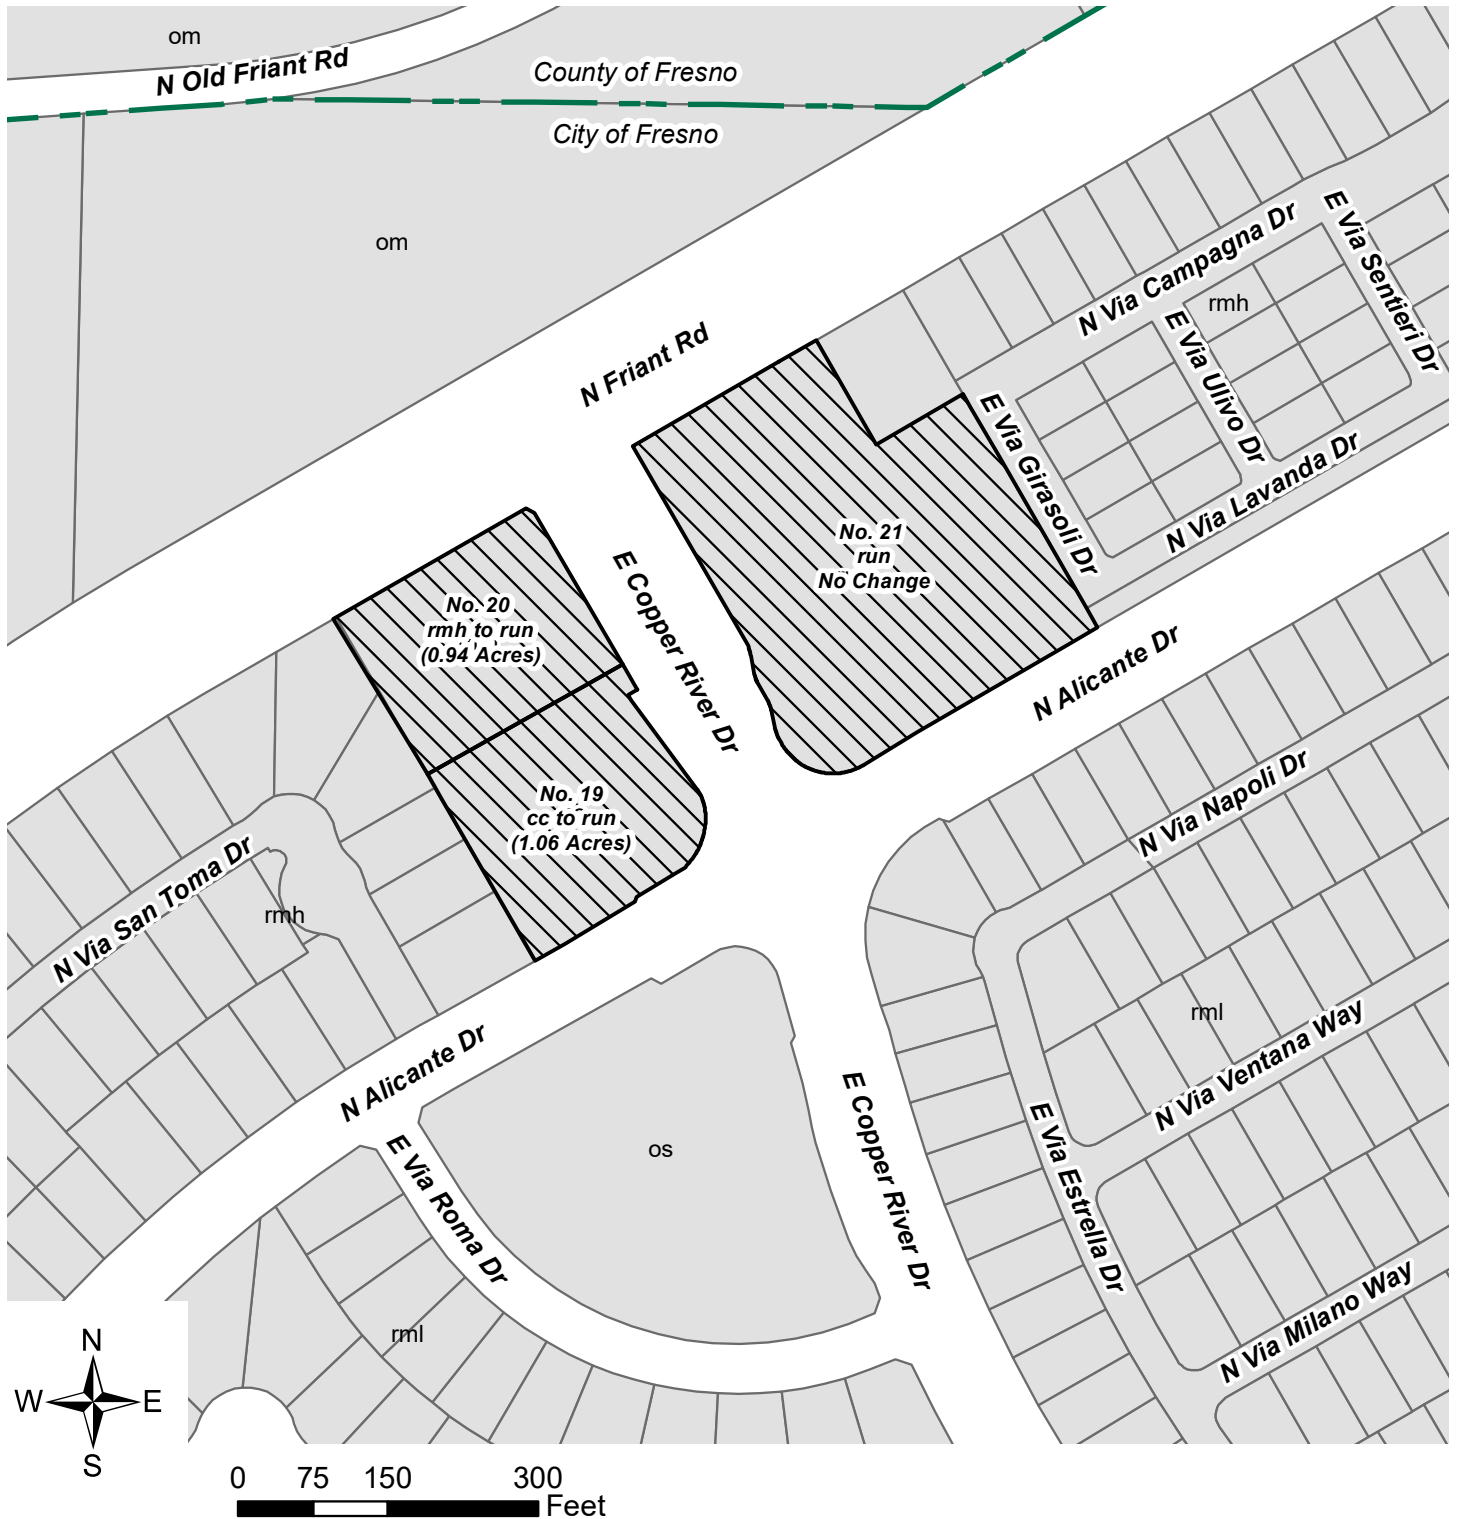 om
N Old Friant Rd
County of Fresno
City of Fresno
om
N Friant Rd
N Via Campagna Dr
E Via Sentieri Dr
rmh
E Via Ulivo Dr
E Via Girasoli Dr
N Via Lavanda Dr
No. 21
run
No Change
No. 20
rmh to run
(0.94 Acres)
E Copper River Dr
N Alicante Dr
No. 19
cc to run
(1.06 Acres)
N Via Napoli Dr
N Via San Toma Dr
rmh
rml
N Via Ventana Way
N Alicante Dr
E Via Roma Dr
os
E Copper River Dr
E Via Estrella Dr
rml
N Via Milano Way
N
W E
S
0 75 150 300
Feet